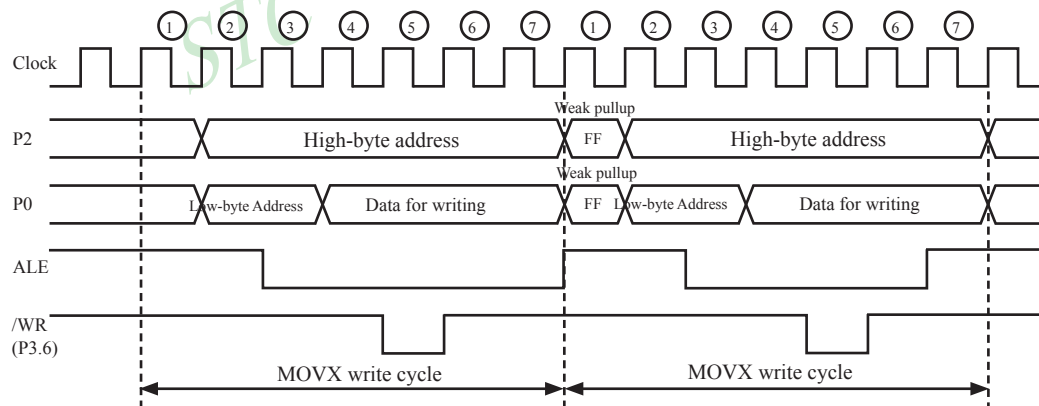 STC
1 2 3 4 5 6 7 1 2 3 4 5 6 7
Clock
Weak pullup
P2 High-byte address FF High-byte address
Weak pullup
P0 Low-byte Address Data for writing FF Low-byte Address Data for writing
ALE
/WR
(P3.6)
MOVX write cycle MOVX write cycle